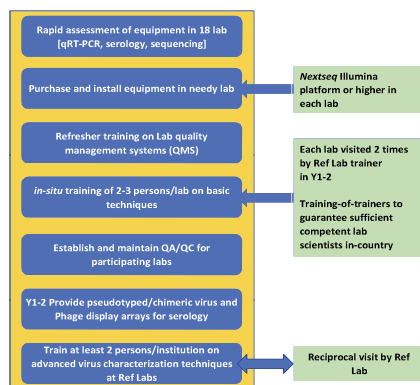 Rapid assessment of equipment in 18 lab
[qRT-PCR, serology, sequencing]
Purchase and install equipment in needy lab
Nextseq Illumina
platform or higher in
each lab
Refresher training on Lab quality
management systems (QMS)
in-situ training of 2-3 persons/lab on basic
techniques
Each lab visited 2 times
by Ref Lab trainer
in Y1-2
Training-of-trainers to
guarantee sufficient
competent lab
scientists in-country
Establish and maintain QA/QC for
participating labs
Y1-2 Provide pseudotyped/chimeric virus and
Phage display arrays for serology
Train at least 2 persons/institution on
advanced virus characterization techniques
at Ref Labs
Reciprocal visit by Ref
Lab